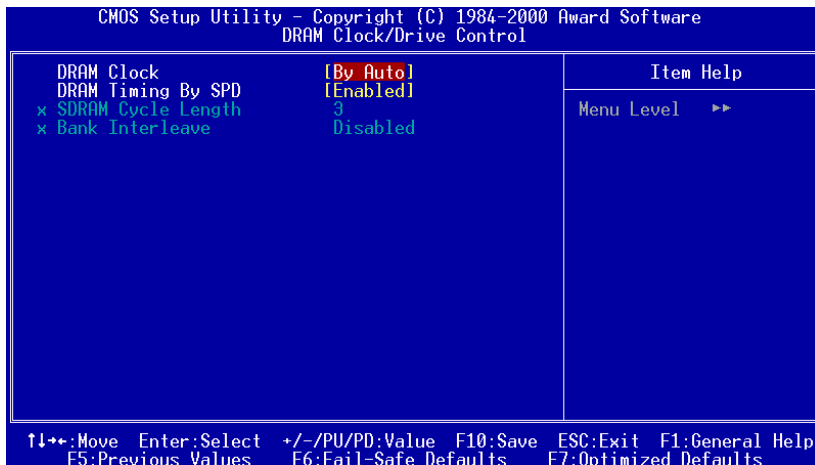 CMOS Setup Utility – Copyright (C) 1984-2000 Award Software
DRAM Clock/Drive Control
DRAM Clock [By Auto]
DRAM Timing By SPD [Enabled]
x SDRAM Cycle Length 3
x Bank Interleave Disabled
Item Help
Menu Level ▸▸
↑↓→←:Move Enter:Select +/-/PU/PD:Value F10:Save ESC:Exit F1:General Help
F5:Previous Values F6:Fail-Safe Defaults F7:Optimized Defaults